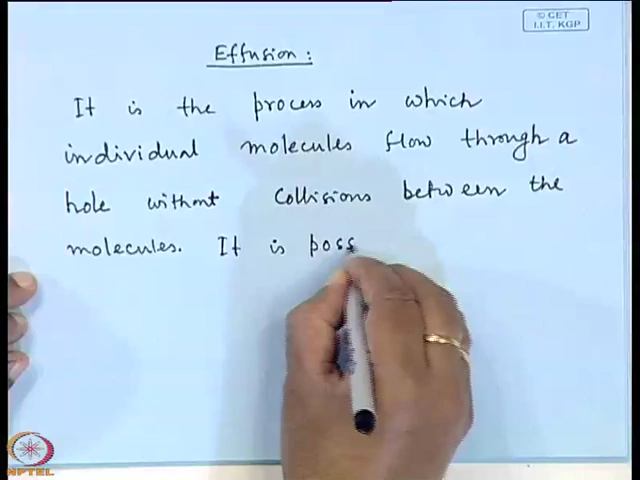 © CET
I.I.T. KGP
Effusion:
It is the process in which
individual molecules flow through a
hole without collisions between the
molecules. It is poss
NPTEL